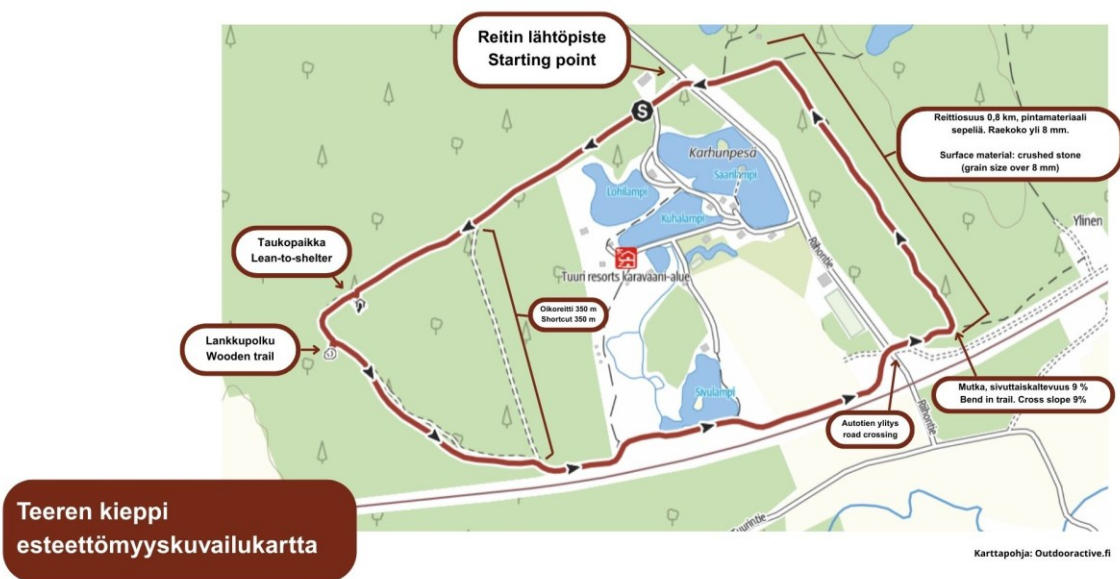 Reitin lähtöpiste
Starting point
S
Reittiosuus 0,8 km, pintamateriaali
sepeliä. Raekoko yli 8 mm.
Surface material: crushed stone
(grain size over 8 mm)
Karhunpesä
Saarilampi
Lohilampi
Kuhalampi
Ylinen
Taukopaikka
Lean-to-shelter
Riihontie
Tuuri resorts karavaani-alue
Oikoreitti 350 m
Shortcut 350 m
Lankkupolku
Wooden trail
Sivulampi
Mutka, sivuttaiskaltevuus 9 %
Bend in trail. Cross slope 9%
Riihontie
Autotien ylitys
road crossing
Teeren kieppi
esteettömyyskuvailukartta
Tuurintie
Karttapohja: Outdooractive.fi